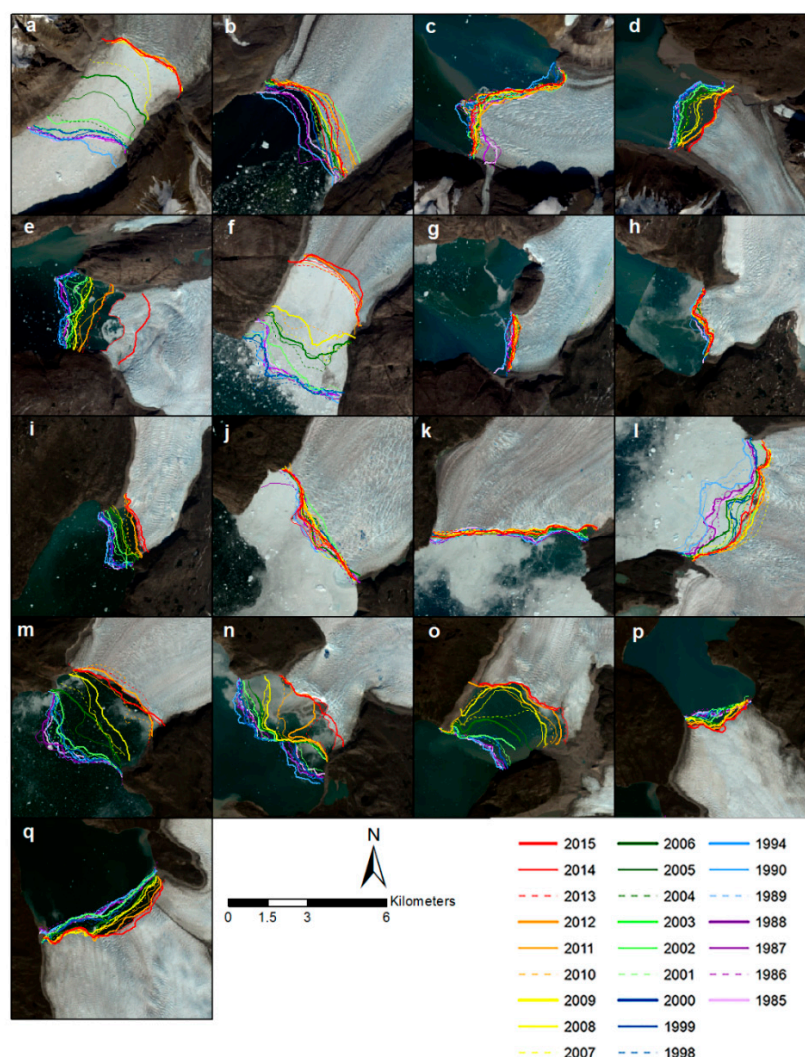 a b c d
e f g h
i j k l
m n o p
q
N
Kilometers
0 1.5 3 6
2015 2006 1994
2014 2005 1990
2013 2004 1989
2012 2003 1988
2011 2002 1987
2010 2001 1986
2009 2000 1985
2008 1999
2007 1998